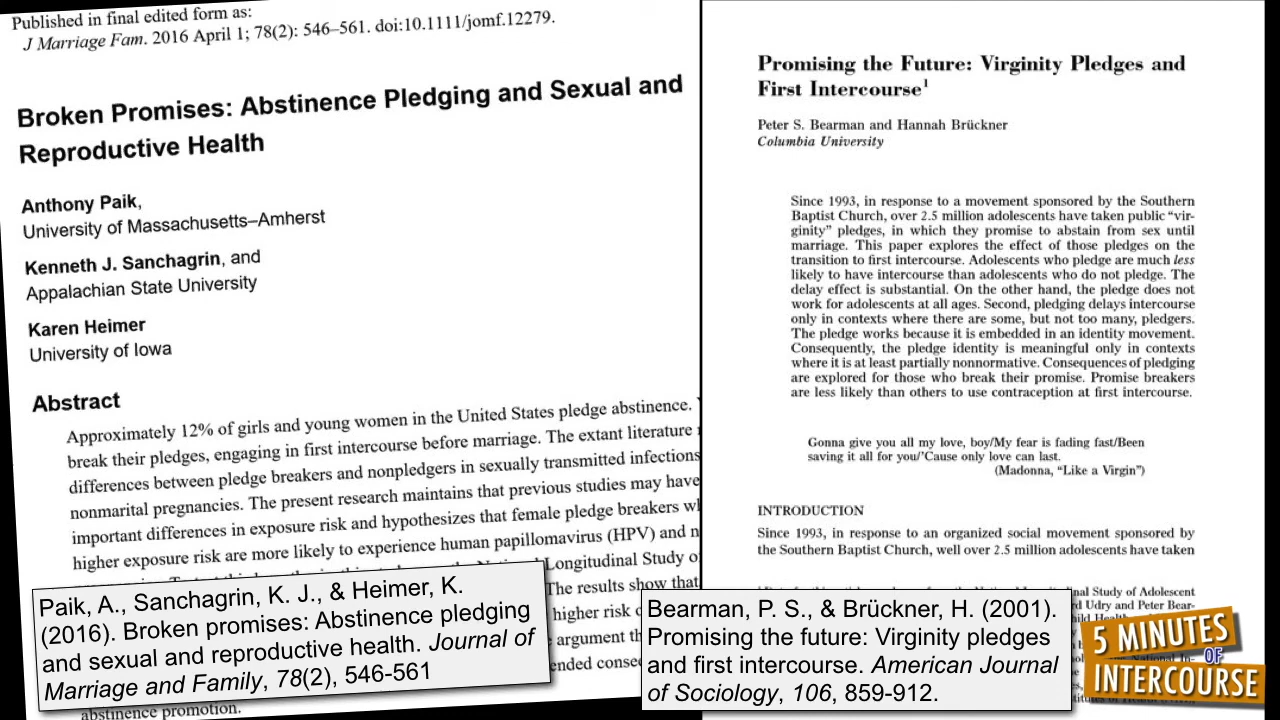 Published in final edited form as:
J Marriage Fam. 2016 April 1; 78(2): 546–561. doi:10.1111/jomf.12279.
Broken Promises: Abstinence Pledging and Sexual and
Reproductive Health
Anthony Paik,
University of Massachusetts–Amherst
Kenneth J. Sanchagrin, and
Appalachian State University
Karen Heimer
University of Iowa
Abstract
Approximately 12% of girls and young women in the United States pledge abstinence.
break their pledges, engaging in first intercourse before marriage. The extant literature
differences between pledge breakers and nonpledgers in sexually transmitted infections
nonmarital pregnancies. The present research maintains that previous studies may have
important differences in exposure risk and hypothesizes that female pledge breakers
higher exposure risk are more likely to experience human papillomavirus (HPV) and
Longitudinal Study
The results show that
higher risk
argument
abstinence promotion.
Paik, A., Sanchagrin, K. J., & Heimer, K.
(2016). Broken promises: Abstinence pledging
and sexual and reproductive health. Journal of
Marriage and Family, 78(2), 546-561
Promising the Future: Virginity Pledges and
First Intercourse¹
Peter S. Bearman and Hannah Brückner
Columbia University
Since 1993, in response to a movement sponsored by the Southern
Baptist Church, over 2.5 million adolescents have taken public “vir-
ginity” pledges, in which they promise to abstain from sex until
marriage. This paper explores the effect of those pledges on the
transition to first intercourse. Adolescents who pledge are much less
likely to have intercourse than adolescents who do not pledge. The
delay effect is substantial. On the other hand, the pledge does not
work for adolescents at all ages. Second, pledging delays intercourse
only in contexts where there are some, but not too many, pledgers.
The pledge works because it is embedded in an identity movement.
Consequently, the pledge identity is meaningful only in contexts
where it is at least partially nonnormative. Consequences of pledging
are explored for those who break their promise. Promise breakers
are less likely than others to use contraception at first intercourse.
Gonna give you all my love, boy/My fear is fading fast/Been
saving it all for you/’Cause only love can last.
(Madonna, “Like a Virgin”)
INTRODUCTION
Since 1993, in response to an organized social movement sponsored by
the Southern Baptist Church, well over 2.5 million adolescents have taken
Study of Adolescent
Udry and Peter Bear-
Bearman, P. S., & Brückner, H. (2001).
Promising the future: Virginity pledges
and first intercourse. American Journal
of Sociology, 106, 859-912.
5 MINUTES
OF
INTERCOURSE